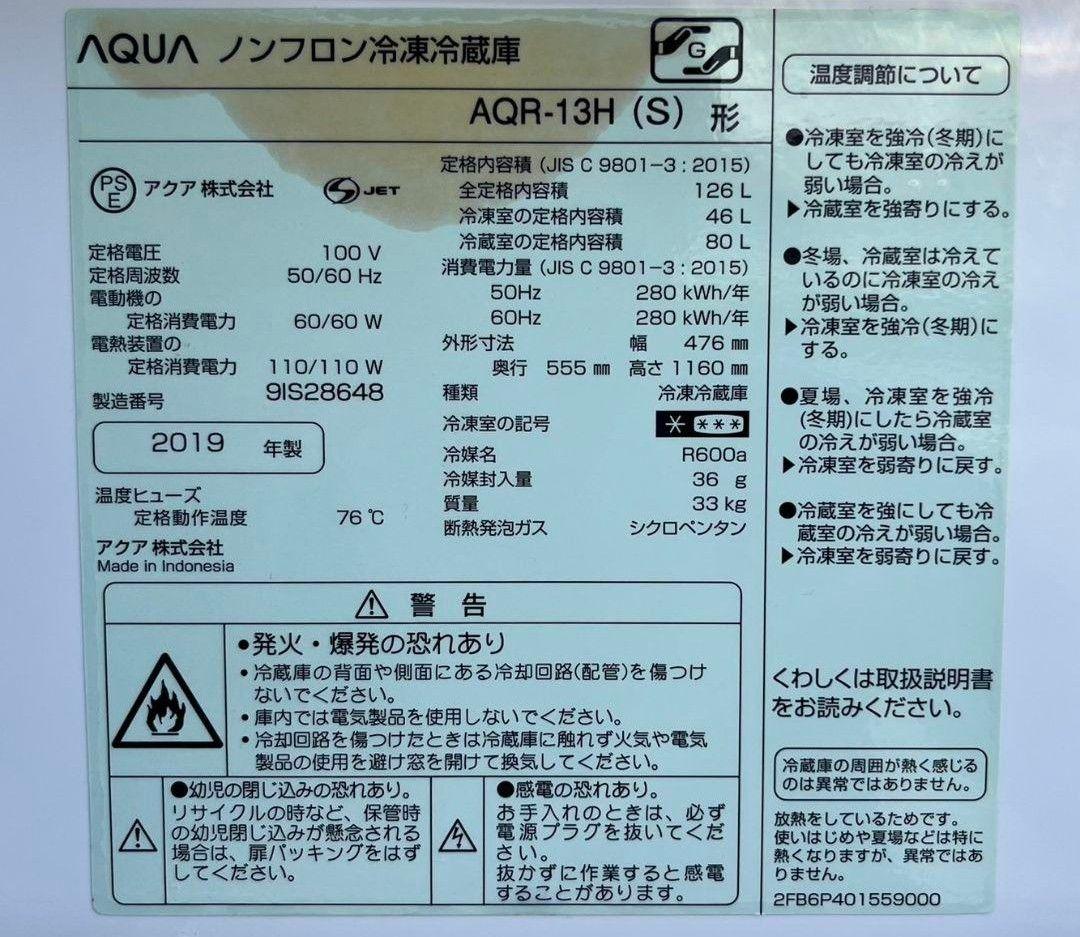 AQUA ノンフロン冷凍冷蔵庫
G
AQR-13H (S) 形
PS
E
アクア 株式会社
S JET
定格電圧 100 V
定格周波数 50/60 Hz
電動機の
定格消費電力 60/60 W
電熱装置の
定格消費電力 110/110 W
製造番号 9IS28648
2019 年製
温度ヒューズ
定格動作温度 76 ℃
アクア 株式会社
Made in Indonesia
定格内容積 (JIS C 9801-3 : 2015)
全定格内容積 126 L
冷凍室の定格内容積 46 L
冷蔵室の定格内容積 80 L
消費電力量 (JIS C 9801-3 : 2015)
50Hz 280 kWh/年
60Hz 280 kWh/年
外形寸法 幅 476 ㎜
奥行 555 ㎜ 高さ 1160 ㎜
種類 冷凍冷蔵庫
冷凍室の記号 * ***
冷媒名 R600a
冷媒封入量 36 g
質量 33 kg
断熱発泡ガス シクロペンタン
⚠ 警告
•発火・爆発の恐れあり
・冷蔵庫の背面や側面にある冷却回路(配管)を傷つけ
ないでください。
・庫内では電気製品を使用しないでください。
・冷却回路を傷つけたときは冷蔵庫に触れず火気や電気
製品の使用を避け窓を開けて換気してください。
●幼児の閉じ込みの恐れあり。
リサイクルの時など、保管時
の幼児閉じ込みが懸念される
場合は、扉パッキングをはず
してください。
●感電の恐れあり。
お手入れのときは、必ず
電源プラグを抜いてくだ
さい。
抜かずに作業すると感電
することがあります。
温度調節について
●冷凍室を強冷(冬期)に
しても冷凍室の冷えが
弱い場合。
▶冷蔵室を強寄りにする。
●冬場、冷蔵室は冷えて
いるのに冷凍室の冷え
が弱い場合。
▶冷凍室を強冷(冬期)に
する。
●夏場、冷凍室を強冷
(冬期)にしたら冷蔵室
の冷えが弱い場合。
▶冷凍室を弱寄りに戻す。
●冷蔵室を強にしても冷
蔵室の冷えが弱い場合。
▶冷凍室を弱寄りに戻す。
くわしくは取扱説明書
をお読みください。
冷蔵庫の周囲が熱く感じる
のは異常ではありません。
放熱をしているためです。
使いはじめや夏場などは特に
熱くなりますが、異常ではあ
りません。
2FB6P401559000